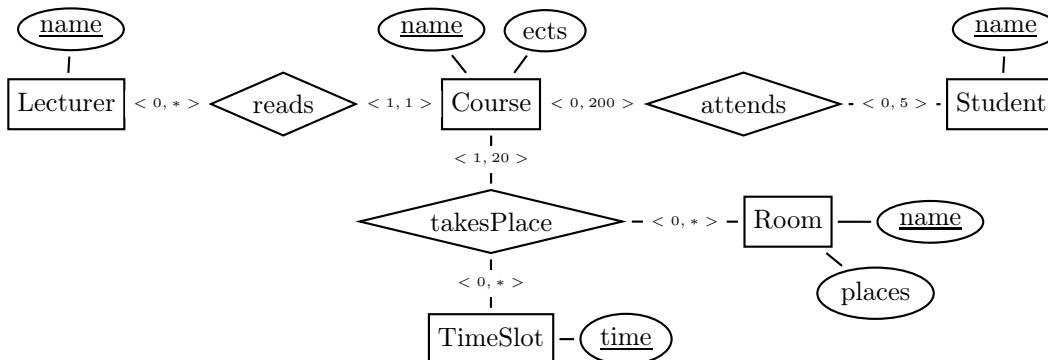 name
name
ects
name
Lecturer
< 0, * >
reads
< 1, 1 >
Course
< 0, 200 >
attends
< 0, 5 >
Student
< 1, 20 >
takesPlace
< 0, * >
Room
name
< 0, * >
places
TimeSlot
time